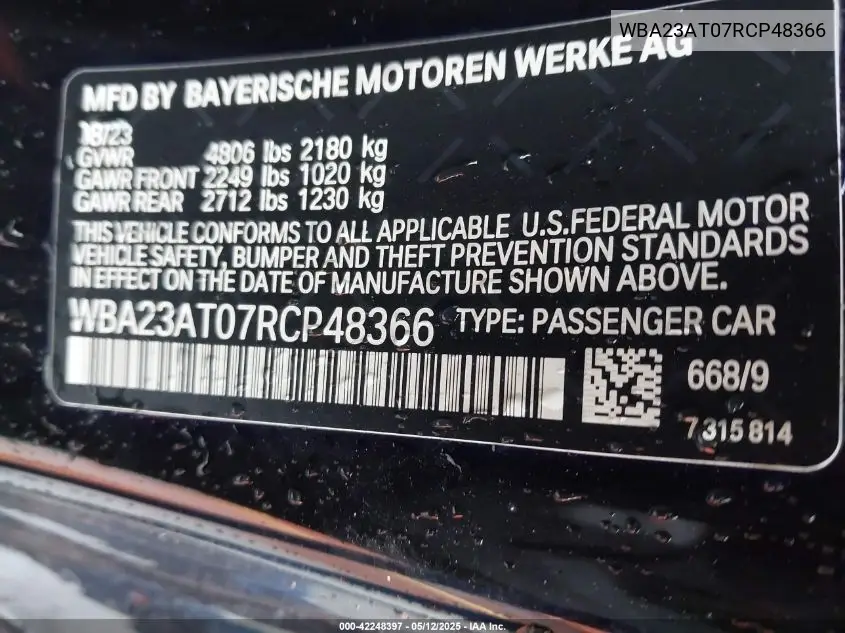 WBA23AT07RCP48366
MFD BY BAYERISCHE MOTOREN WERKE AG
08/23
GVWR 4806 lbs 2180 kg
GAWR FRONT 2249 lbs 1020 kg
GAWR REAR 2712 lbs 1230 kg
THIS VEHICLE CONFORMS TO ALL APPLICABLE U.S.FEDERAL MOTOR
VEHICLE SAFETY, BUMPER AND THEFT PREVENTION STANDARDS
IN EFFECT ON THE DATE OF MANUFACTURE SHOWN ABOVE.
WBA23AT07RCP48366 TYPE: PASSENGER CAR
668/9
7 315 814
000-42248397 - 05/12/2025 - IAA Inc.